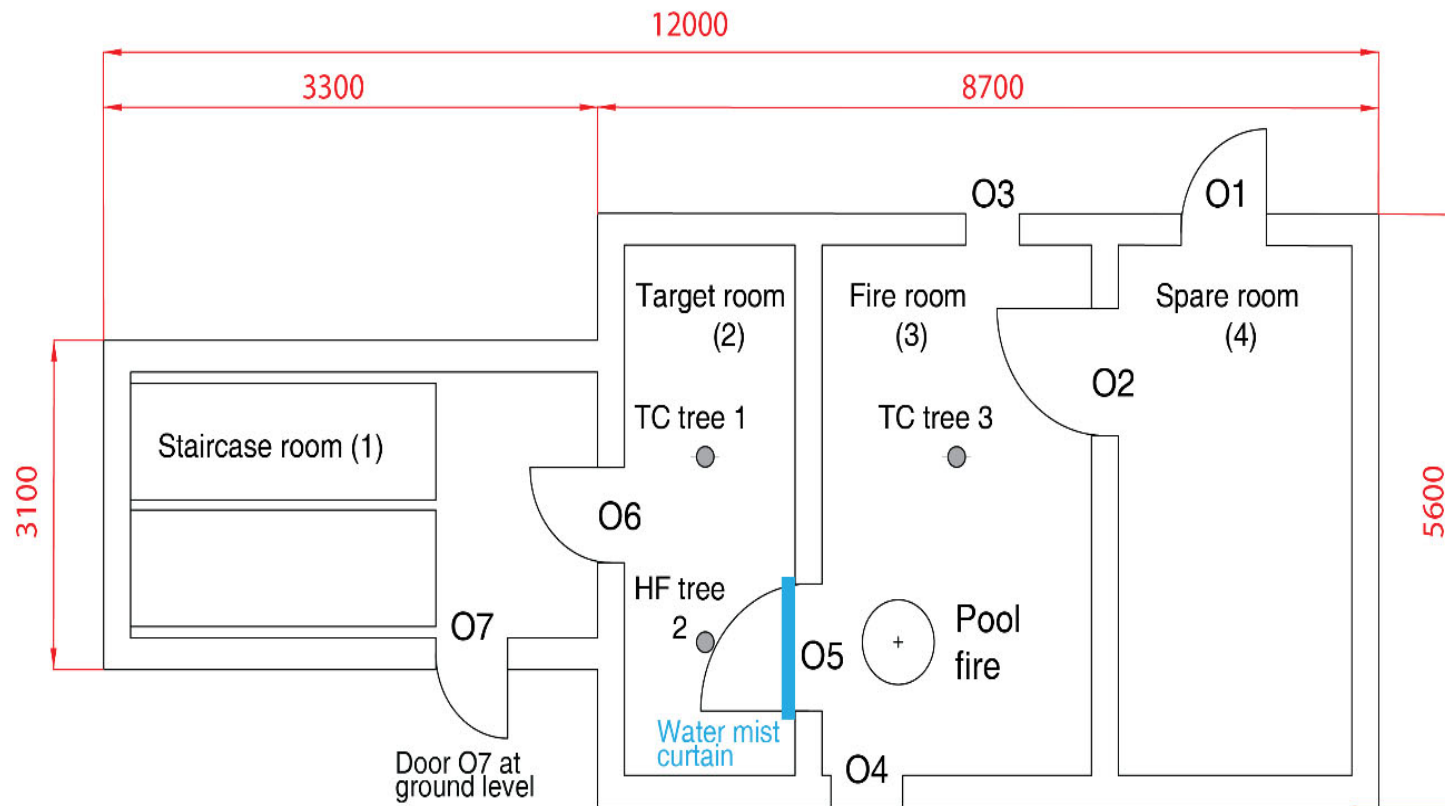 12000
3300
8700
O3
O1
Target room
(2)
Fire room
(3)
Spare room
(4)
O2
TC tree 1
TC tree 3
Staircase room (1)
3100
5600
O6
HF tree
2
O7
O5
Pool
fire
Water mist
curtain
Door O7 at
ground level
O4